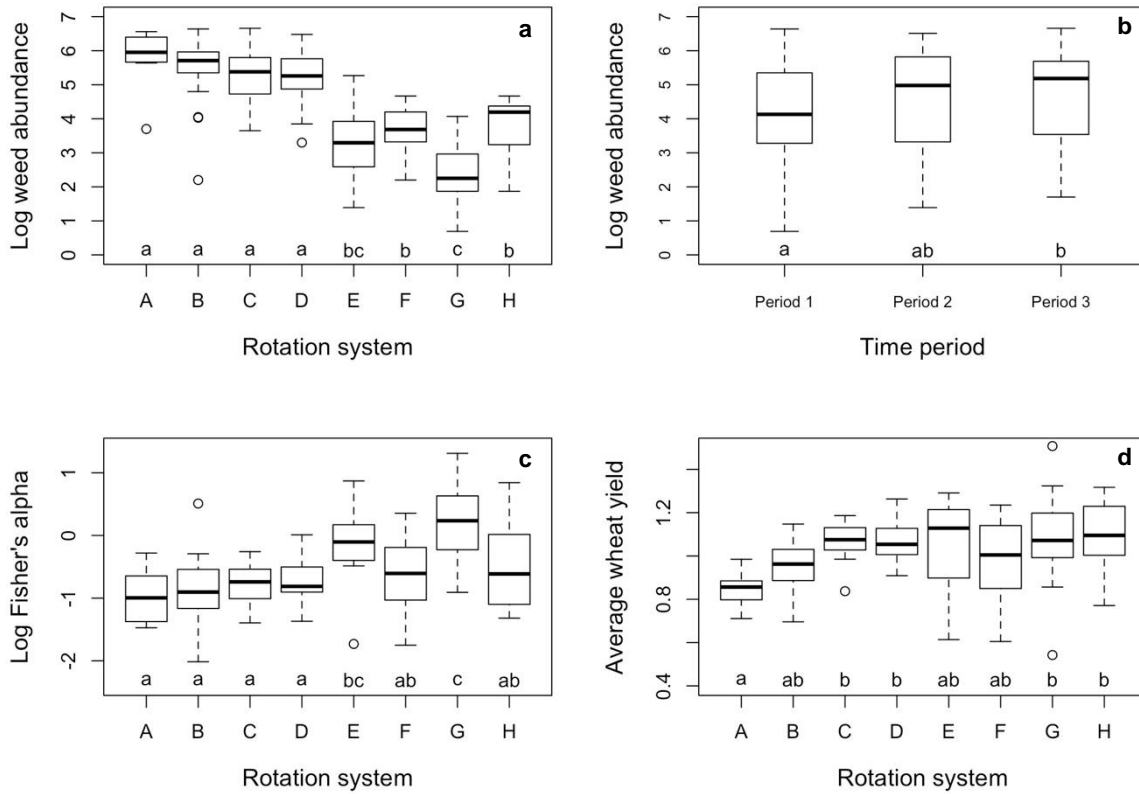 a
Log weed abundance
7
6
5
4
3
2
1
0
a a a a bc b c b
A B C D E F G H
Rotation system
b
Log weed abundance
7
6
5
4
3
2
1
0
a ab b
Period 1 Period 2 Period 3
Time period
c
Log Fisher's alpha
1
0
-1
-2
a a a a bc ab c ab
A B C D E F G H
Rotation system
d
Average wheat yield
1.2
0.8
0.4
a ab b b ab ab b b
A B C D E F G H
Rotation system